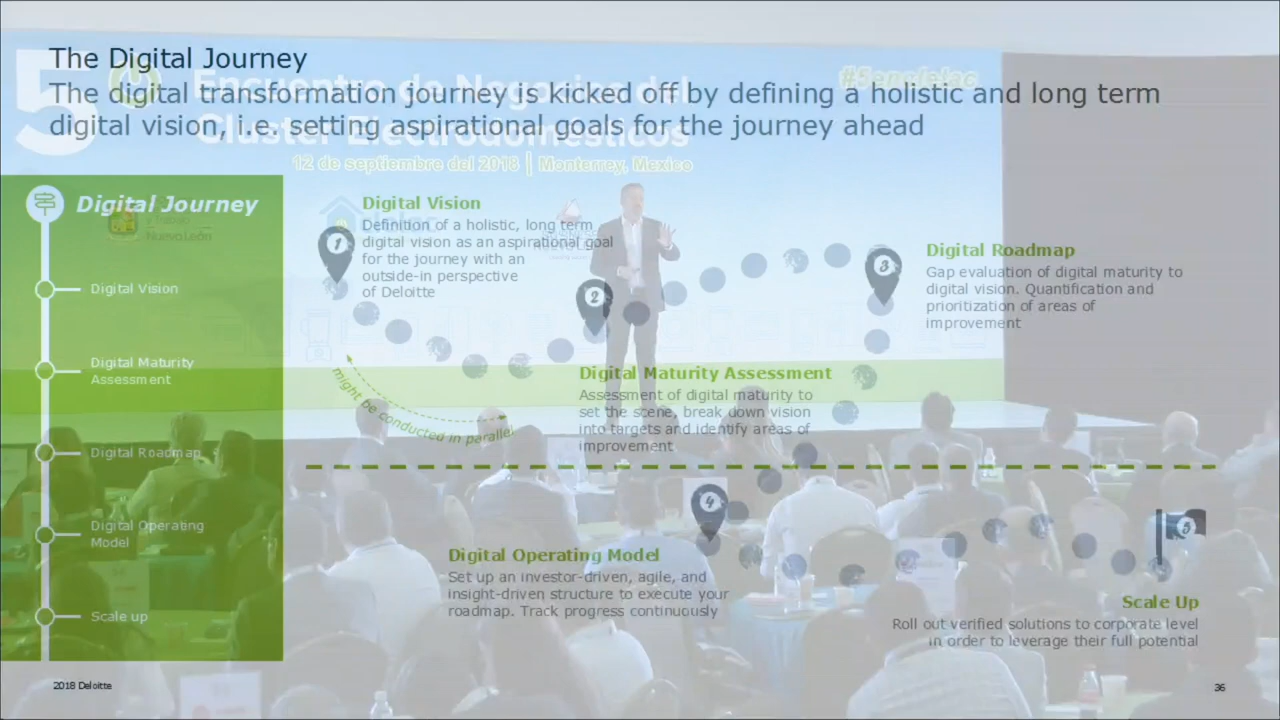 The Digital Journey
The digital transformation journey is kicked off by defining a holistic and long term
digital vision, i.e. setting aspirational goals for the journey ahead
5 Encuentro de Negocios del
Cluster Electrodomésticos
12 de septiembre del 2018 | Monterrey, Mexico
Digital Journey
y Trabajo
Nuevo León
Digital Vision
Digital Maturity
Assessment
Digital Roadmap
Digital Operating
Model
Scale up
1
Digital Vision
Definition of a holistic, long term
digital vision as an aspirational goal
for the journey with an
outside-in perspective
of Deloitte
might be conducted in parallel
2
Digital Maturity Assessment
Assessment of digital maturity to
set the scene, break down vision
into targets and identify areas of
improvement
3
Digital Roadmap
Gap evaluation of digital maturity to
digital vision. Quantification and
prioritization of areas of
improvement
4
Digital Operating Model
Set up an investor-driven, agile, and
insight-driven structure to execute your
roadmap. Track progress continuously
5
Scale Up
Roll out verified solutions to corporate level
in order to leverage their full potential
2018 Deloitte
36